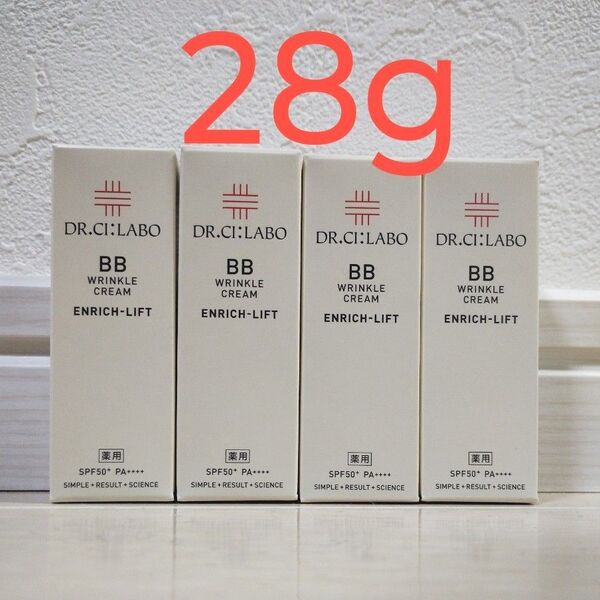 28g
DR.CI:LABO
BB
WRINKLE
CREAM
ENRICH-LIFT
薬用
SPF50+ PA++++
SIMPLE+RESULT+SCIENCE
DR.CI:LABO
BB
WRINKLE
CREAM
ENRICH-LIFT
薬用
SPF50+ PA++++
SIMPLE+RESULT+SCIENCE
DR.CI:LABO
BB
WRINKLE
CREAM
ENRICH-LIFT
薬用
SPF50+ PA++++
SIMPLE+RESULT+SCIENCE
DR.CI:LABO
BB
WRINKLE
CREAM
ENRICH-LIFT
薬用
SPF50+ PA++++
SIMPLE+RESULT+SCIENCE